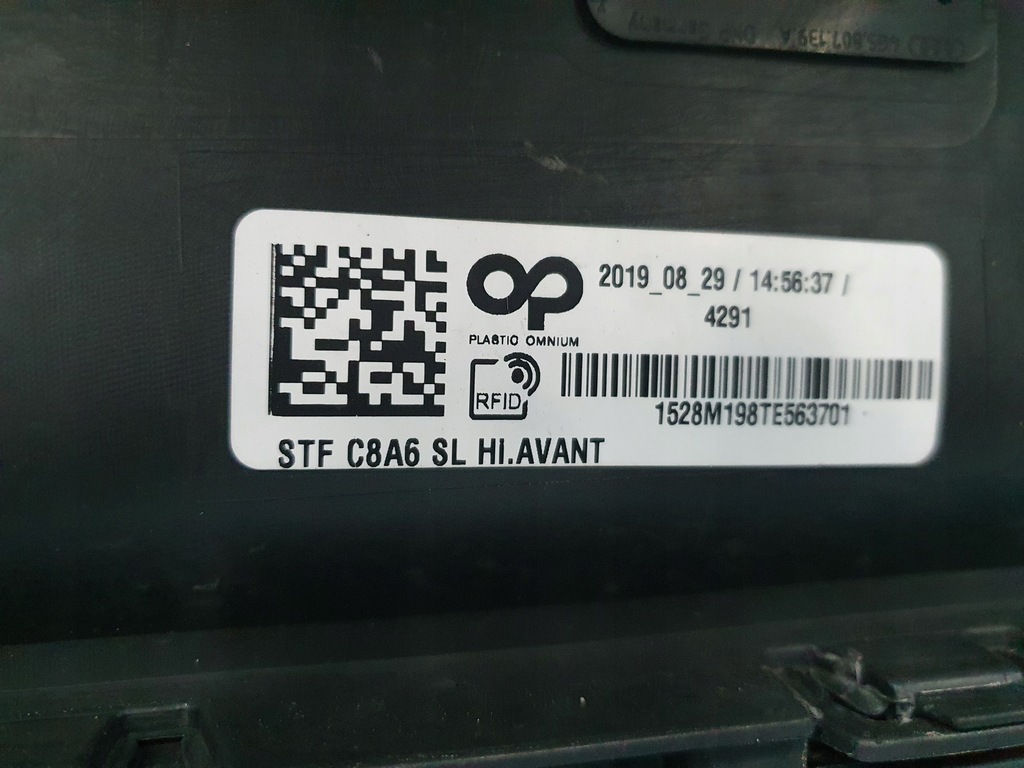 2019_08_29 / 14:56:37 /
4291
PLASTIC OMNIUM
RFID
1528M198TE563701
STF C8A6 SL HI.AVANT